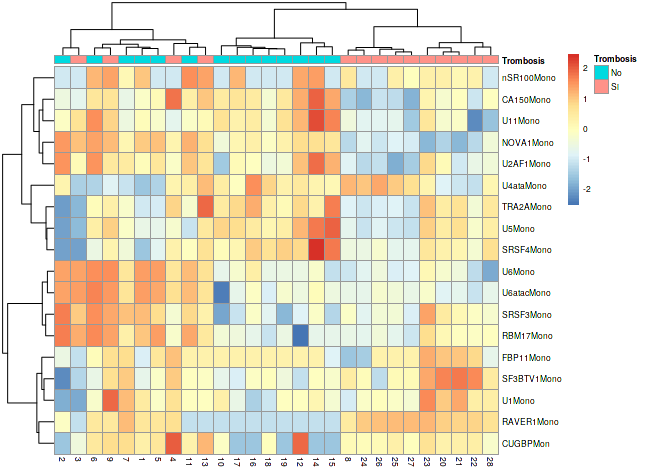 Trombosis
nSR100Mono
CA150Mono
U11Mono
NOVA1Mono
U2AF1Mono
U4ataMono
TRA2AMono
U5Mono
SRSF4Mono
U6Mono
U6atacMono
SRSF3Mono
RBM17Mono
FBP11Mono
SF3BTV1Mono
U1Mono
RAVER1Mono
CUGBPMon
2 3 6 9 7 1 5 4 11 13 10 17 16 18 19 12 14 15 8 24 26 25 27 23 20 21 22 28
2
1
0
-1
-2
Trombosis
No
SI